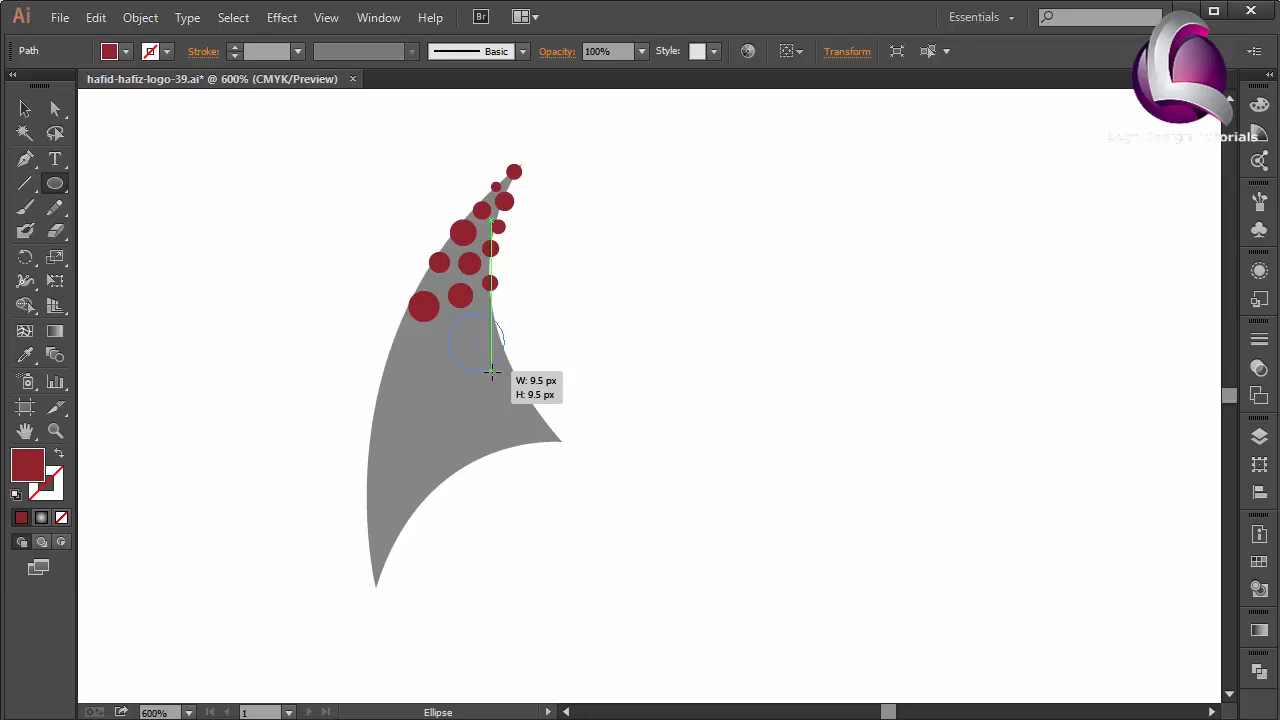 Ai File Edit Object Type Select Effect View Window Help Br Essentials
Path Stroke: Basic Opacity: 100% Style: Transform
hafid-hafiz-logo-39.ai* @ 600% (CMYK/Preview)
Tutorials
T
W: 9.5 px
H: 9.5 px
600% 1 Ellipse